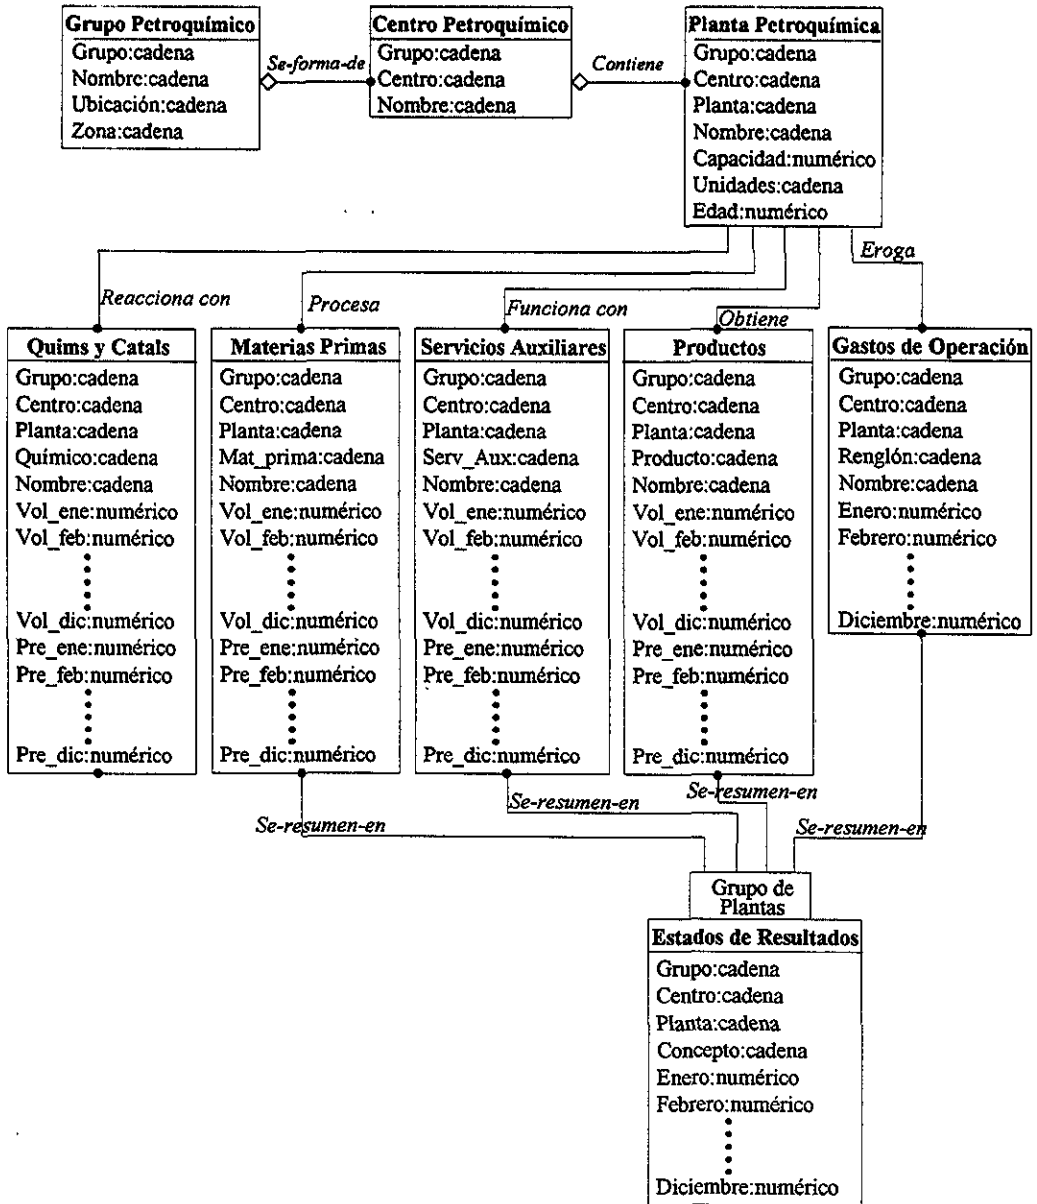 Grupo Petroquímico
Grupo:cadena
Nombre:cadena
Ubicación:cadena
Zona:cadena
Se-forma-de
Centro Petroquímico
Grupo:cadena
Centro:cadena
Nombre:cadena
Contiene
Planta Petroquímica
Grupo:cadena
Centro:cadena
Planta:cadena
Nombre:cadena
Capacidad:numérico
Unidades:cadena
Edad:numérico
Reacciona con
Procesa
Funciona con
Obtiene
Eroga
Quims y Catals
Grupo:cadena
Centro:cadena
Planta:cadena
Químico:cadena
Nombre:cadena
Vol_ene:numérico
Vol_feb:numérico
Vol_dic:numérico
Pre_ene:numérico
Pre_feb:numérico
Pre_dic:numérico
Materias Primas
Grupo:cadena
Centro:cadena
Planta:cadena
Mat_prima:cadena
Nombre:cadena
Vol_ene:numérico
Vol_feb:numérico
Vol_dic:numérico
Pre_ene:numérico
Pre_feb:numérico
Pre_dic:numérico
Servicios Auxiliares
Grupo:cadena
Centro:cadena
Planta:cadena
Serv_Aux:cadena
Nombre:cadena
Vol_ene:numérico
Vol_feb:numérico
Vol_dic:numérico
Pre_ene:numérico
Pre_feb:numérico
Pre_dic:numérico
Productos
Grupo:cadena
Centro:cadena
Planta:cadena
Producto:cadena
Nombre:cadena
Vol_ene:numérico
Vol_feb:numérico
Vol_dic:numérico
Pre_ene:numérico
Pre_feb:numérico
Pre_dic:numérico
Gastos de Operación
Grupo:cadena
Centro:cadena
Planta:cadena
Renglón:cadena
Nombre:cadena
Enero:numérico
Febrero:numérico
Diciembre:numérico
Se-resumen-en
Se-resumen-en
Se-resumen-en
Se-resumen-en
Grupo de
Plantas
Estados de Resultados
Grupo:cadena
Centro:cadena
Planta:cadena
Concepto:cadena
Enero:numérico
Febrero:numérico
Diciembre:numérico